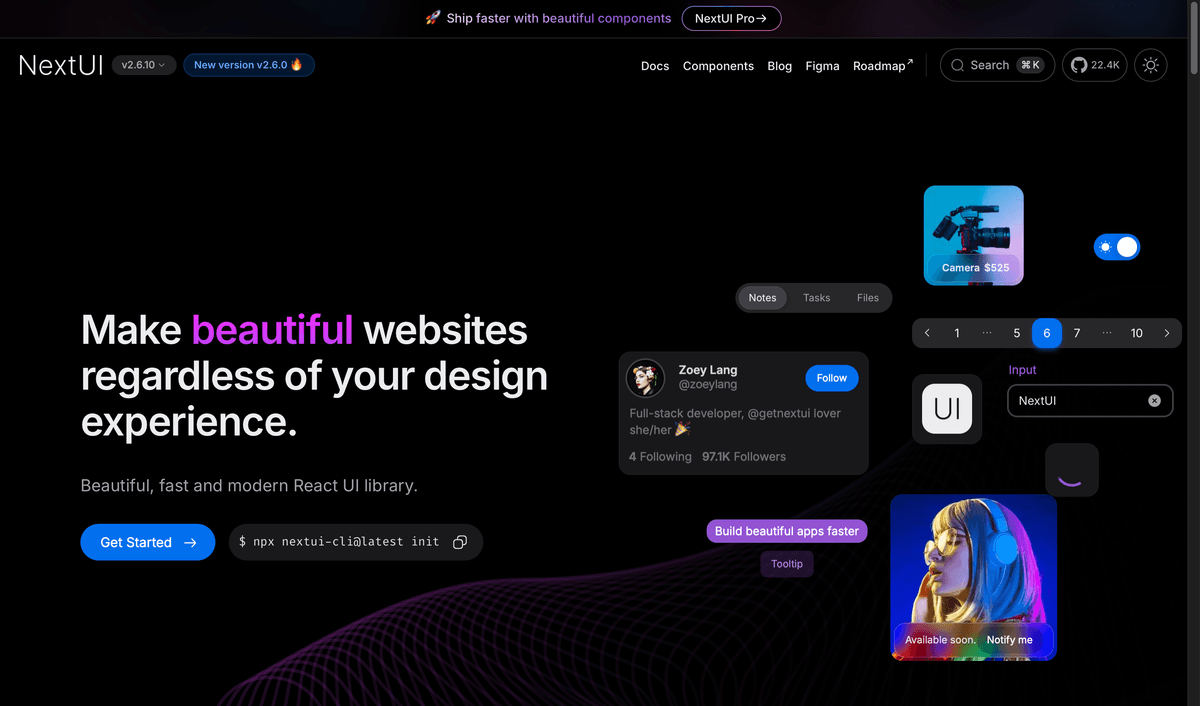 🚀 Ship faster with beautiful components
NextUI Pro→
NextUI
v2.6.10
New version v2.6.0 🔥
Docs
Components
Blog
Figma
Roadmap↗
Search
⌘ K
22.4K
Make beautiful websites
regardless of your design
experience.
Beautiful, fast and modern React UI library.
Get Started →
$ npx nextui-cli@latest init
Camera $525
Notes
Tasks
Files
1 ... 5 6 7 ... 10
Zoey Lang
@zoeylang
Follow
Full-stack developer, @getnextui lover
she/her 🎉
4 Following 97.1K Followers
UI
Input
NextUI
Build beautiful apps faster
Tooltip
Available soon.
Notify me